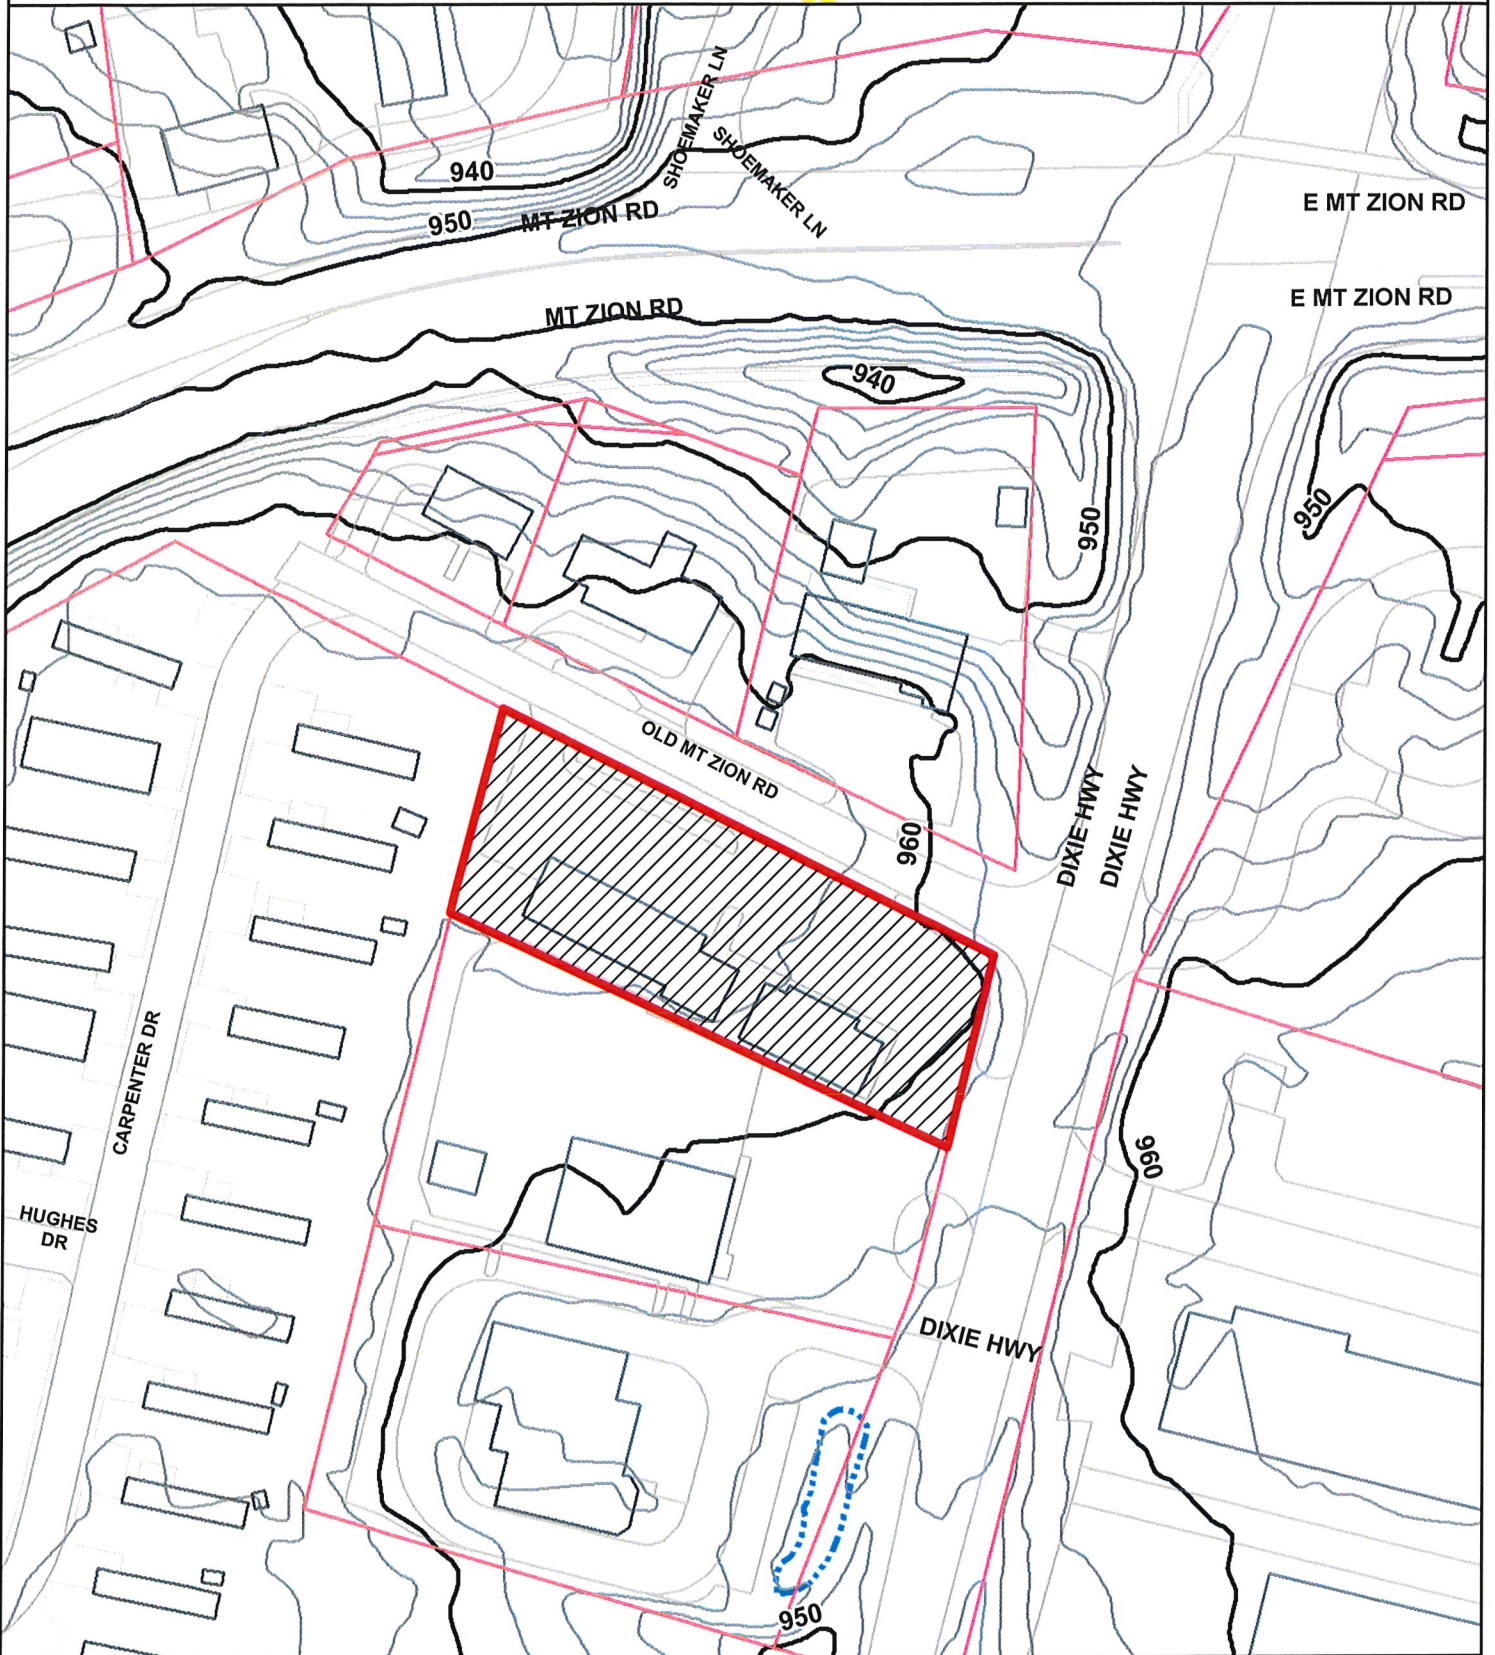 SHOEMAKER LN
SHOEMAKER LN
940
950
MT ZION RD
E MT ZION RD
E MT ZION RD
MT ZION RD
940
950
950
OLD MT ZION RD
DIXIE HWY
DIXIE HWY
960
CARPENTER DR
960
HUGHES
DR
DIXIE HWY
950